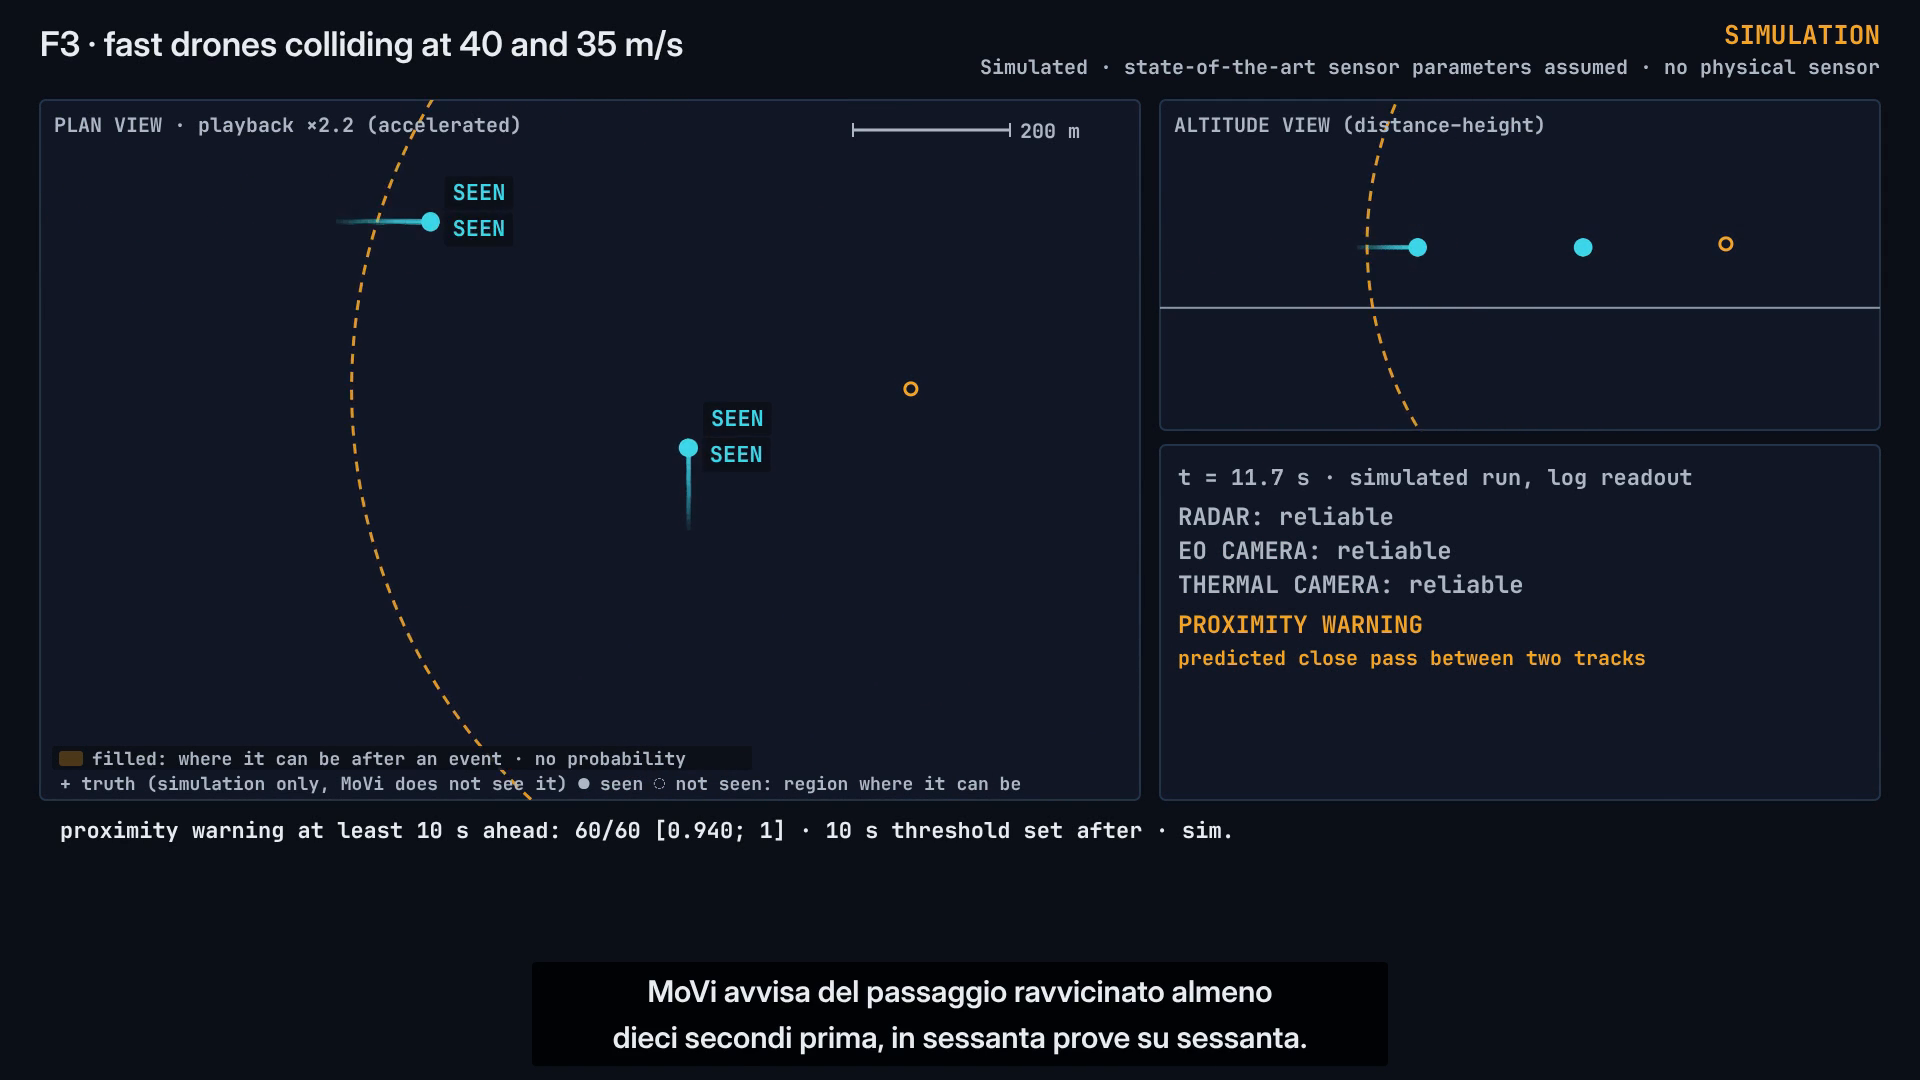 F3 · fast drones colliding at 40 and 35 m/s
SIMULATION
Simulated · state-of-the-art sensor parameters assumed · no physical sensor
PLAN VIEW · playback ×2.2 (accelerated)
200 m
SEEN
SEEN
SEEN
SEEN
filled: where it can be after an event · no probability
+ truth (simulation only, MoVi does not see it) ● seen ◌ not seen: region where it can be
ALTITUDE VIEW (distance-height)
t = 11.7 s · simulated run, log readout
RADAR: reliable
EO CAMERA: reliable
THERMAL CAMERA: reliable
PROXIMITY WARNING
predicted close pass between two tracks
proximity warning at least 10 s ahead: 60/60 [0.940; 1] · 10 s threshold set after · sim.
MoVi avvisa del passaggio ravvicinato almeno
dieci secondi prima, in sessanta prove su sessanta.